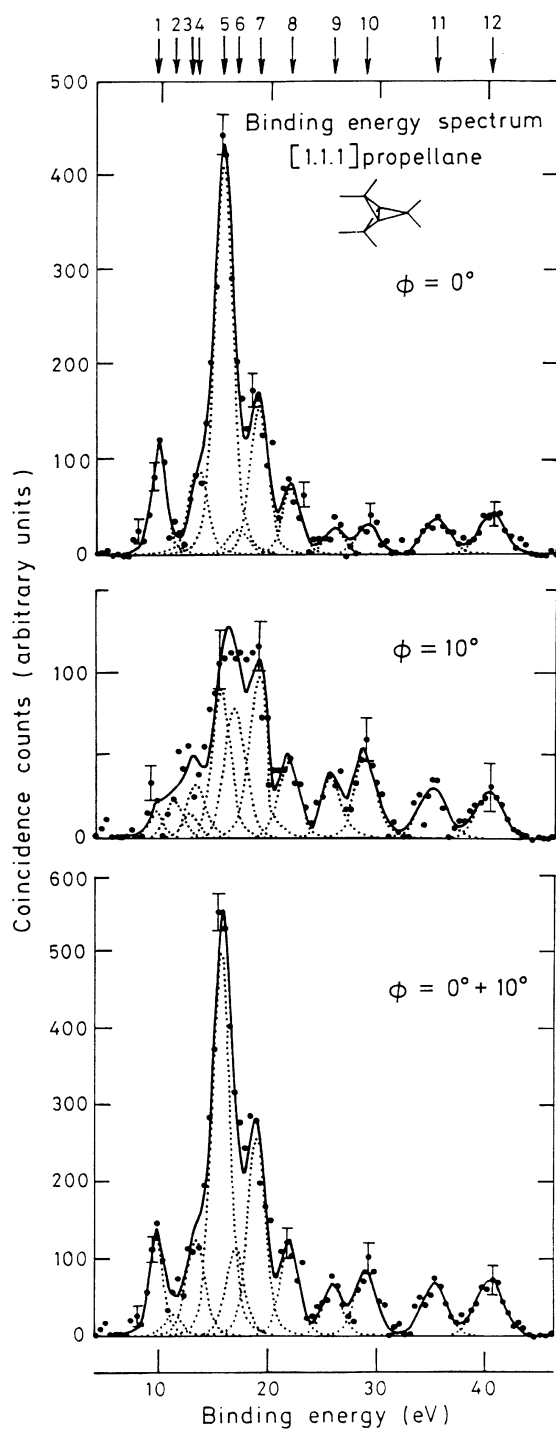 1 2 3 4 5 6 7 8 9 10 11 12
500
Binding energy spectrum
[1.1.1] propellane
400
300
ϕ = 0°
200
100
0
Coincidence counts (arbitrary units)
ϕ = 10°
100
0
600
500
ϕ = 0° + 10°
400
300
200
100
0
10 20 30 40
Binding energy (eV)